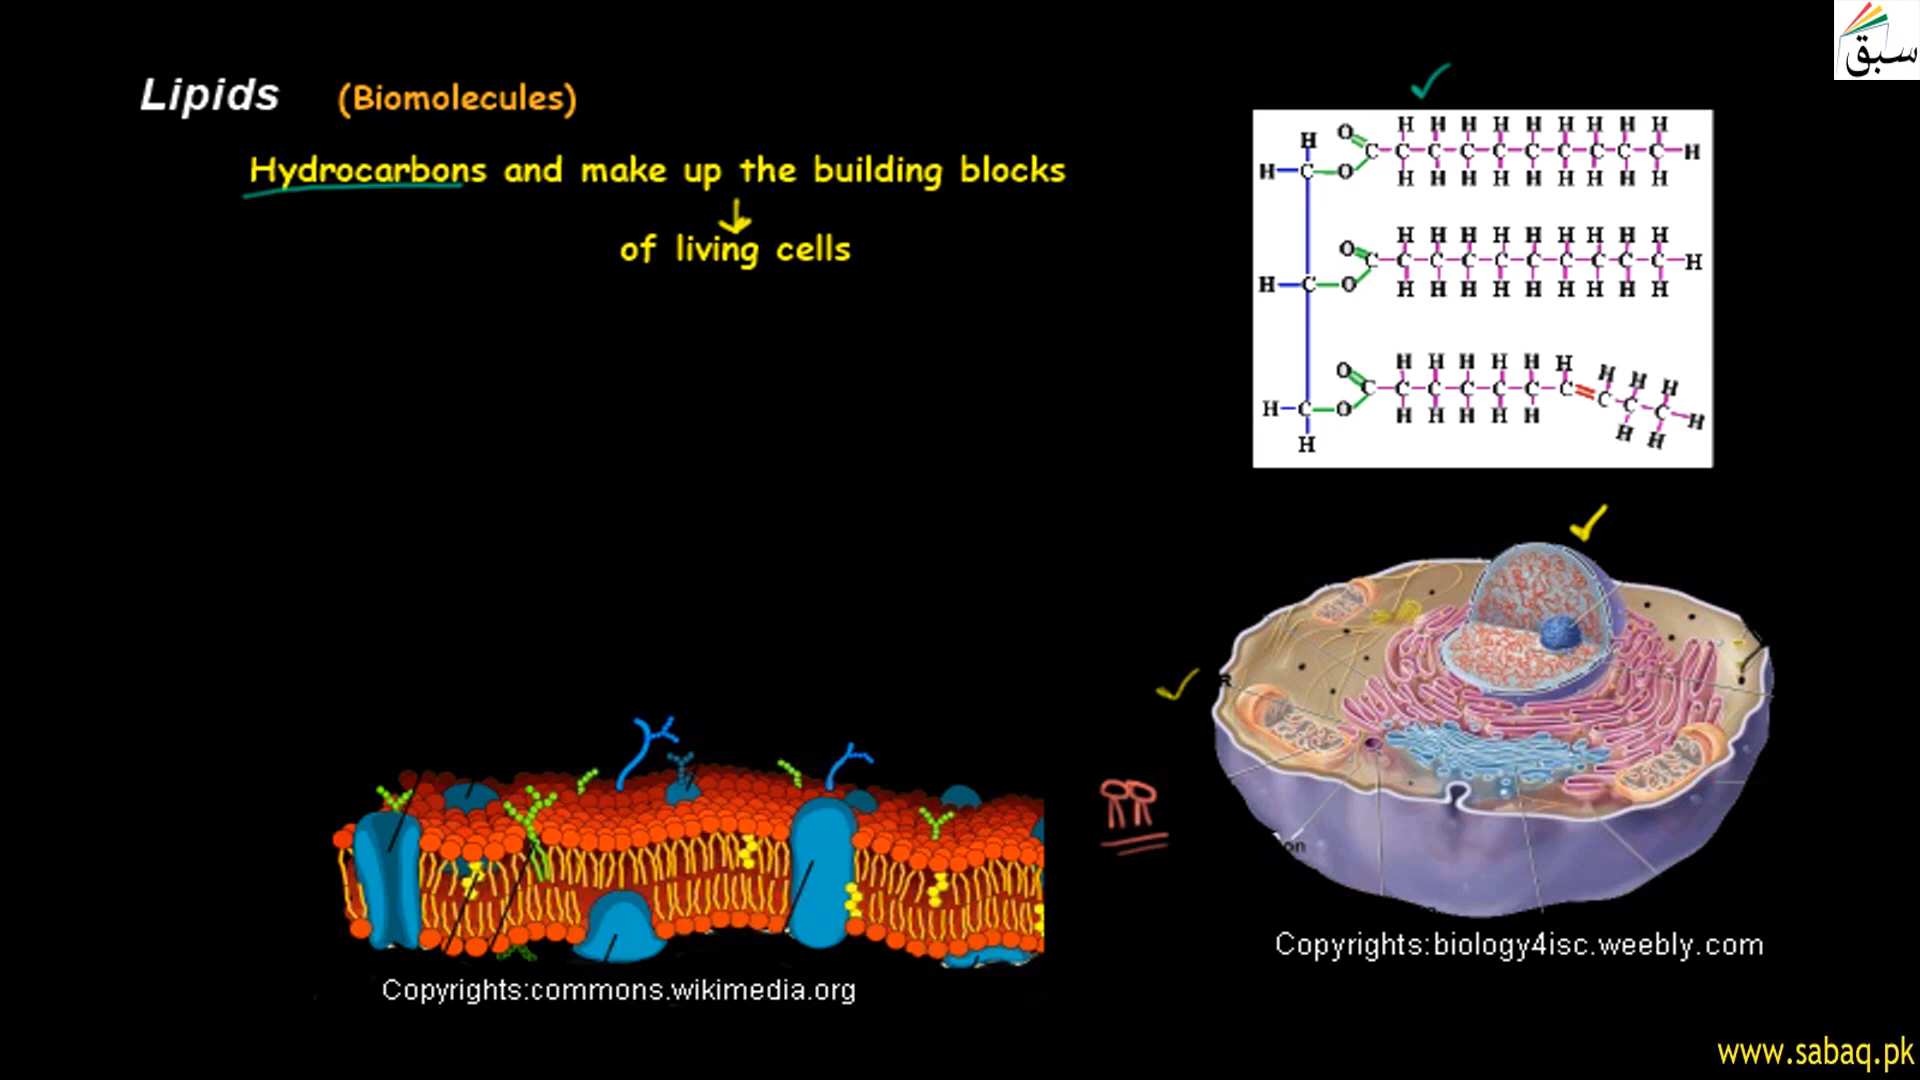 سبق
Lipids (Biomolecules)
Hydrocarbons and make up the building blocks
of living cells
H O H H H H H H H H H
H C O C C C C C C C C C C H
H H H H H H H H H
O H H H H H H H H H
H C O C C C C C C C C C C H
H H H H H H H H H
O H H H H H H H H H
H C O C C C C C C C C C C H
H H H H H H H H
R
on
Copyrights:biology4isc.weebly.com
Copyrights:commons.wikimedia.org
www.sabaq.pk